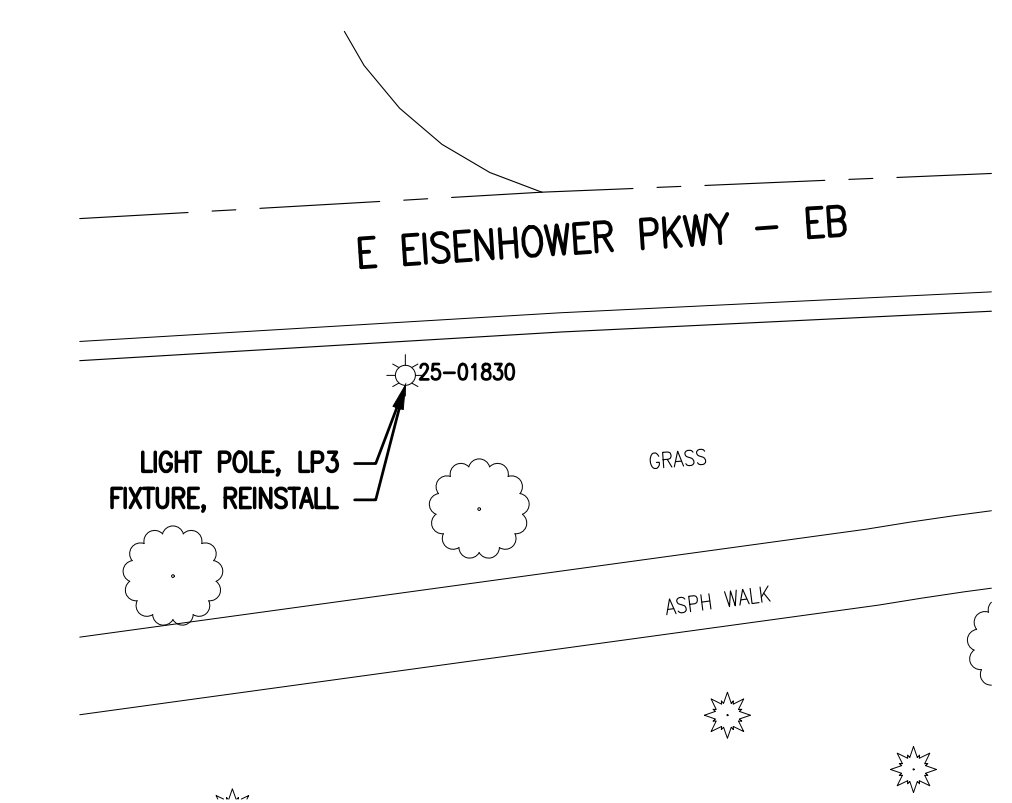 E EISENHOWER PKWY - EB
25-01830
LIGHT POLE, LP3
FIXTURE, REINSTALL
GRASS
ASPH WALK